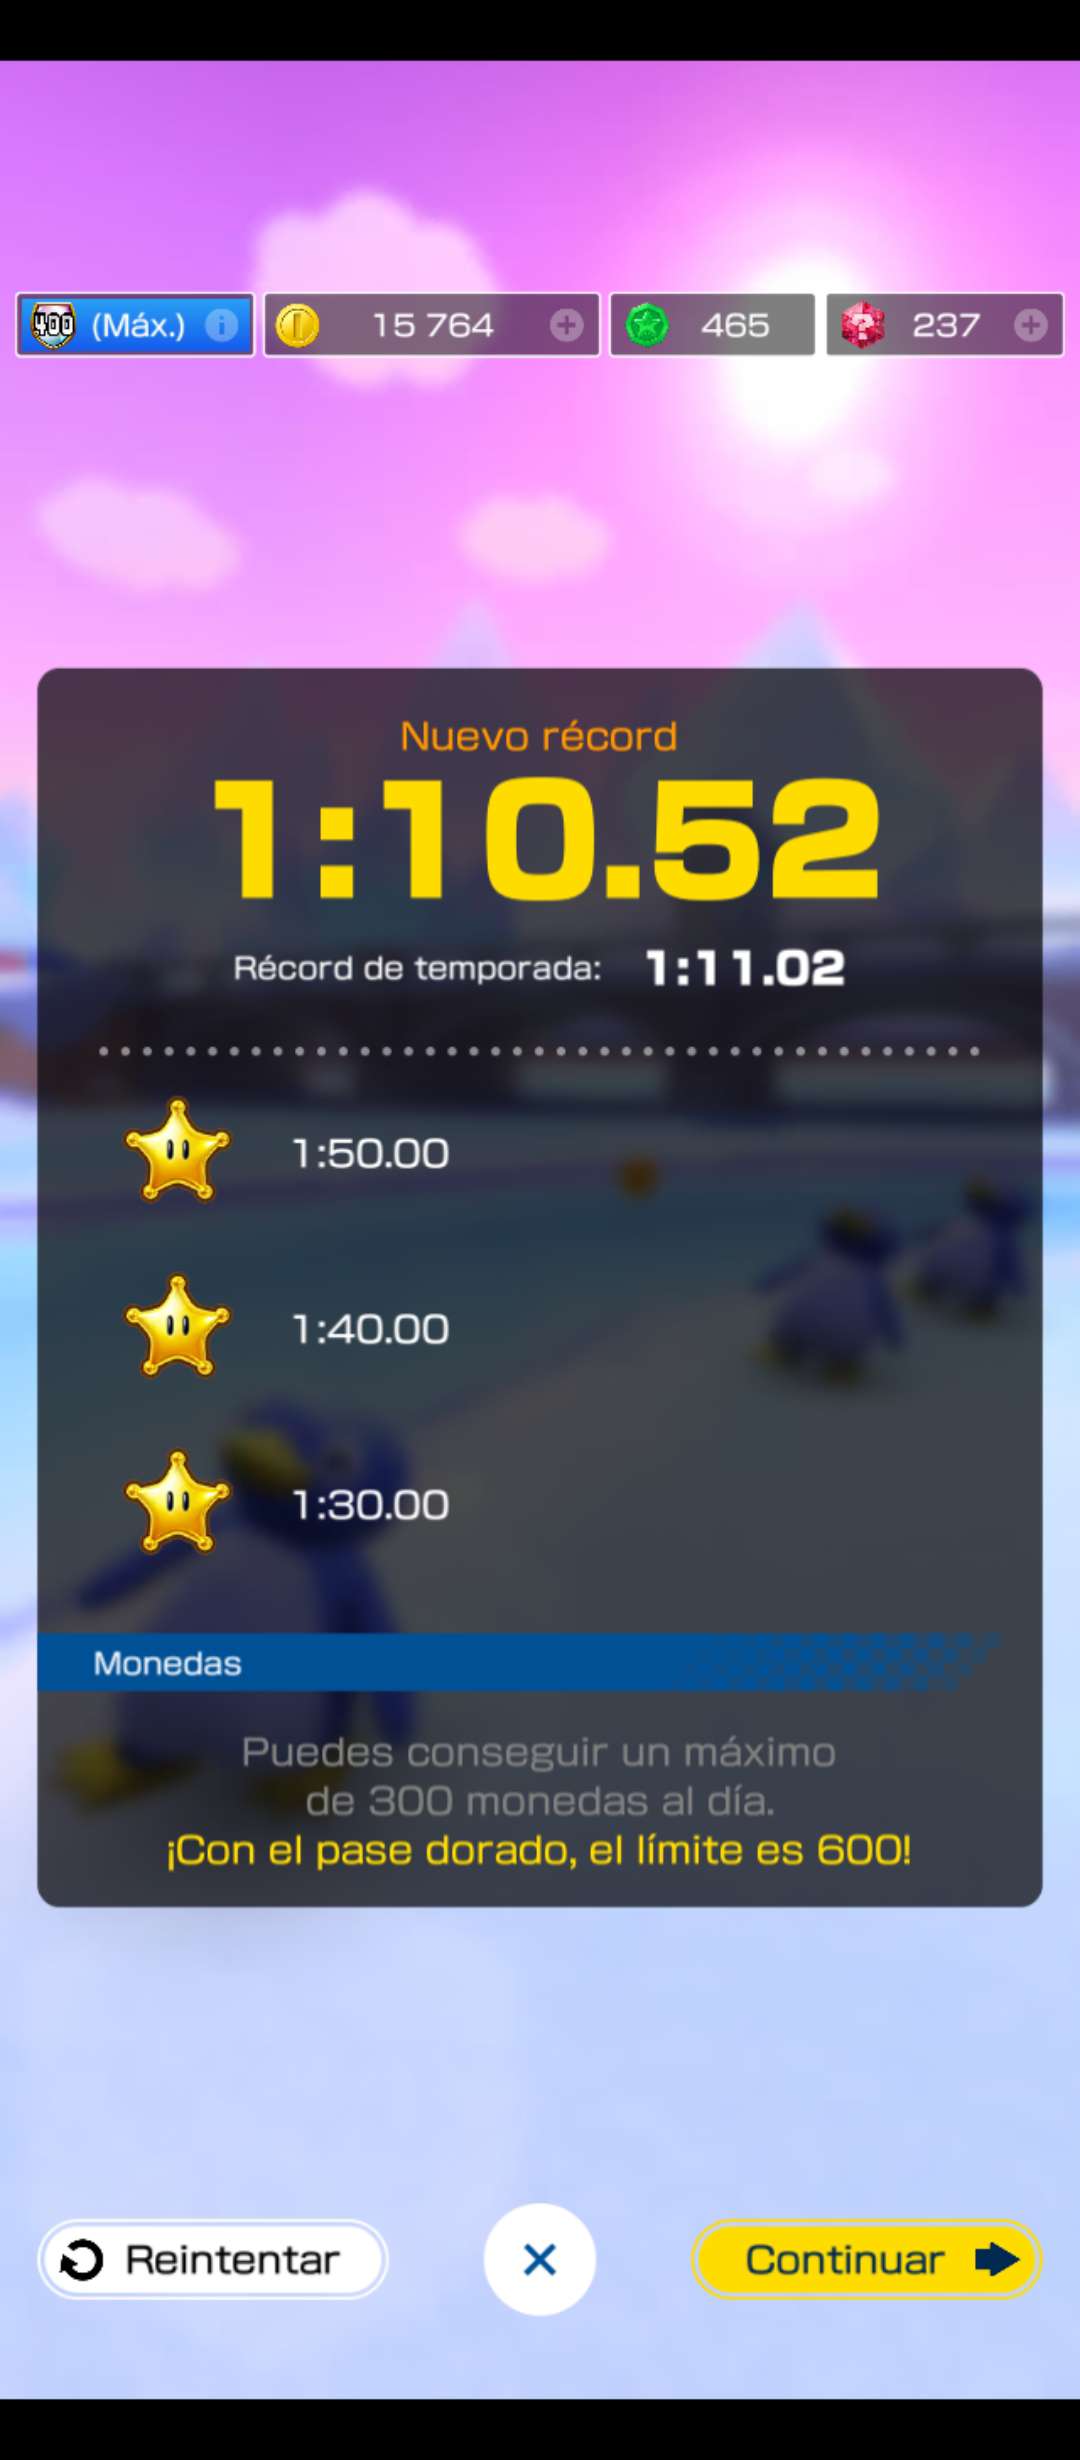 400 (Máx.) i 15 764 + 465 ? 237 +
Nuevo récord
1:10.52
Récord de temporada: 1:11.02
1:50.00
1:40.00
1:30.00
Monedas
Puedes conseguir un máximo
de 300 monedas al día.
¡Con el pase dorado, el límite es 600!
Reintentar × Continuar